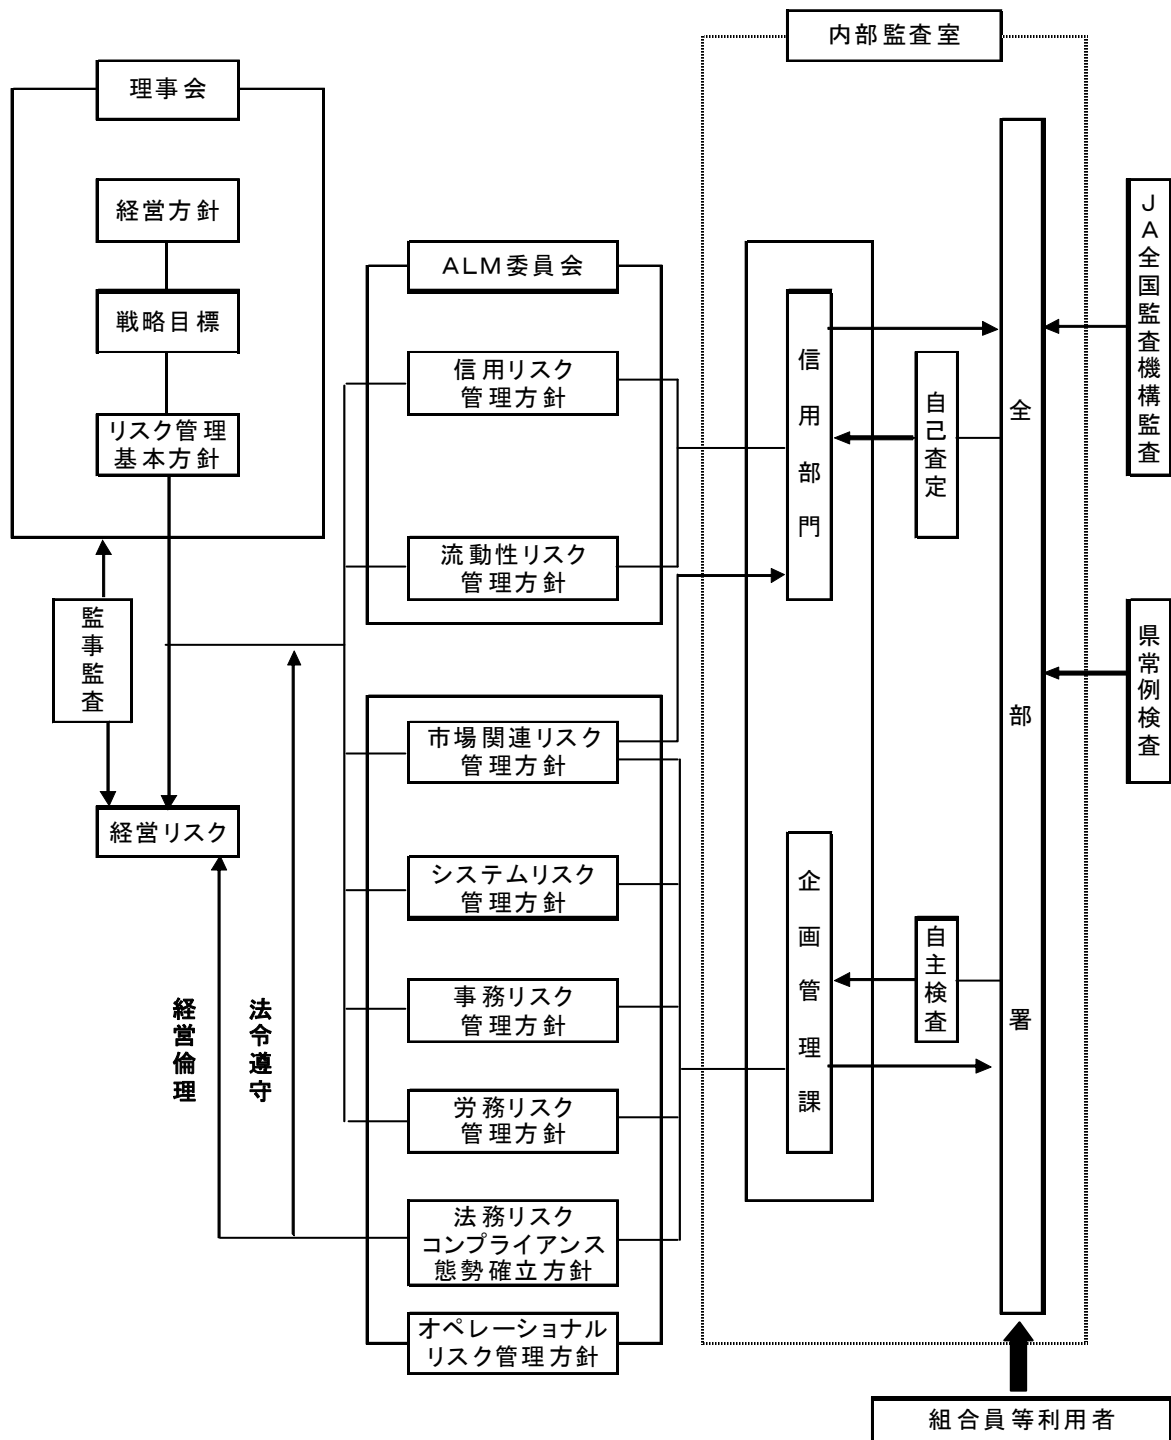 内部監査室
理事会
経営方針
戦略目標
リスク管理
基本方針
監事監査
経営リスク
経営倫理
法令遵守
ALM委員会
信用リスク
管理方針
流動性リスク
管理方針
市場関連リスク
管理方針
システムリスク
管理方針
事務リスク
管理方針
労務リスク
管理方針
法務リスク
コンプライアンス
態勢確立方針
オペレーショナル
リスク管理方針
信用部門
企画管理課
自己査定
自主検査
全部署
JA全国監査機構監査
県常例検査
組合員等利用者